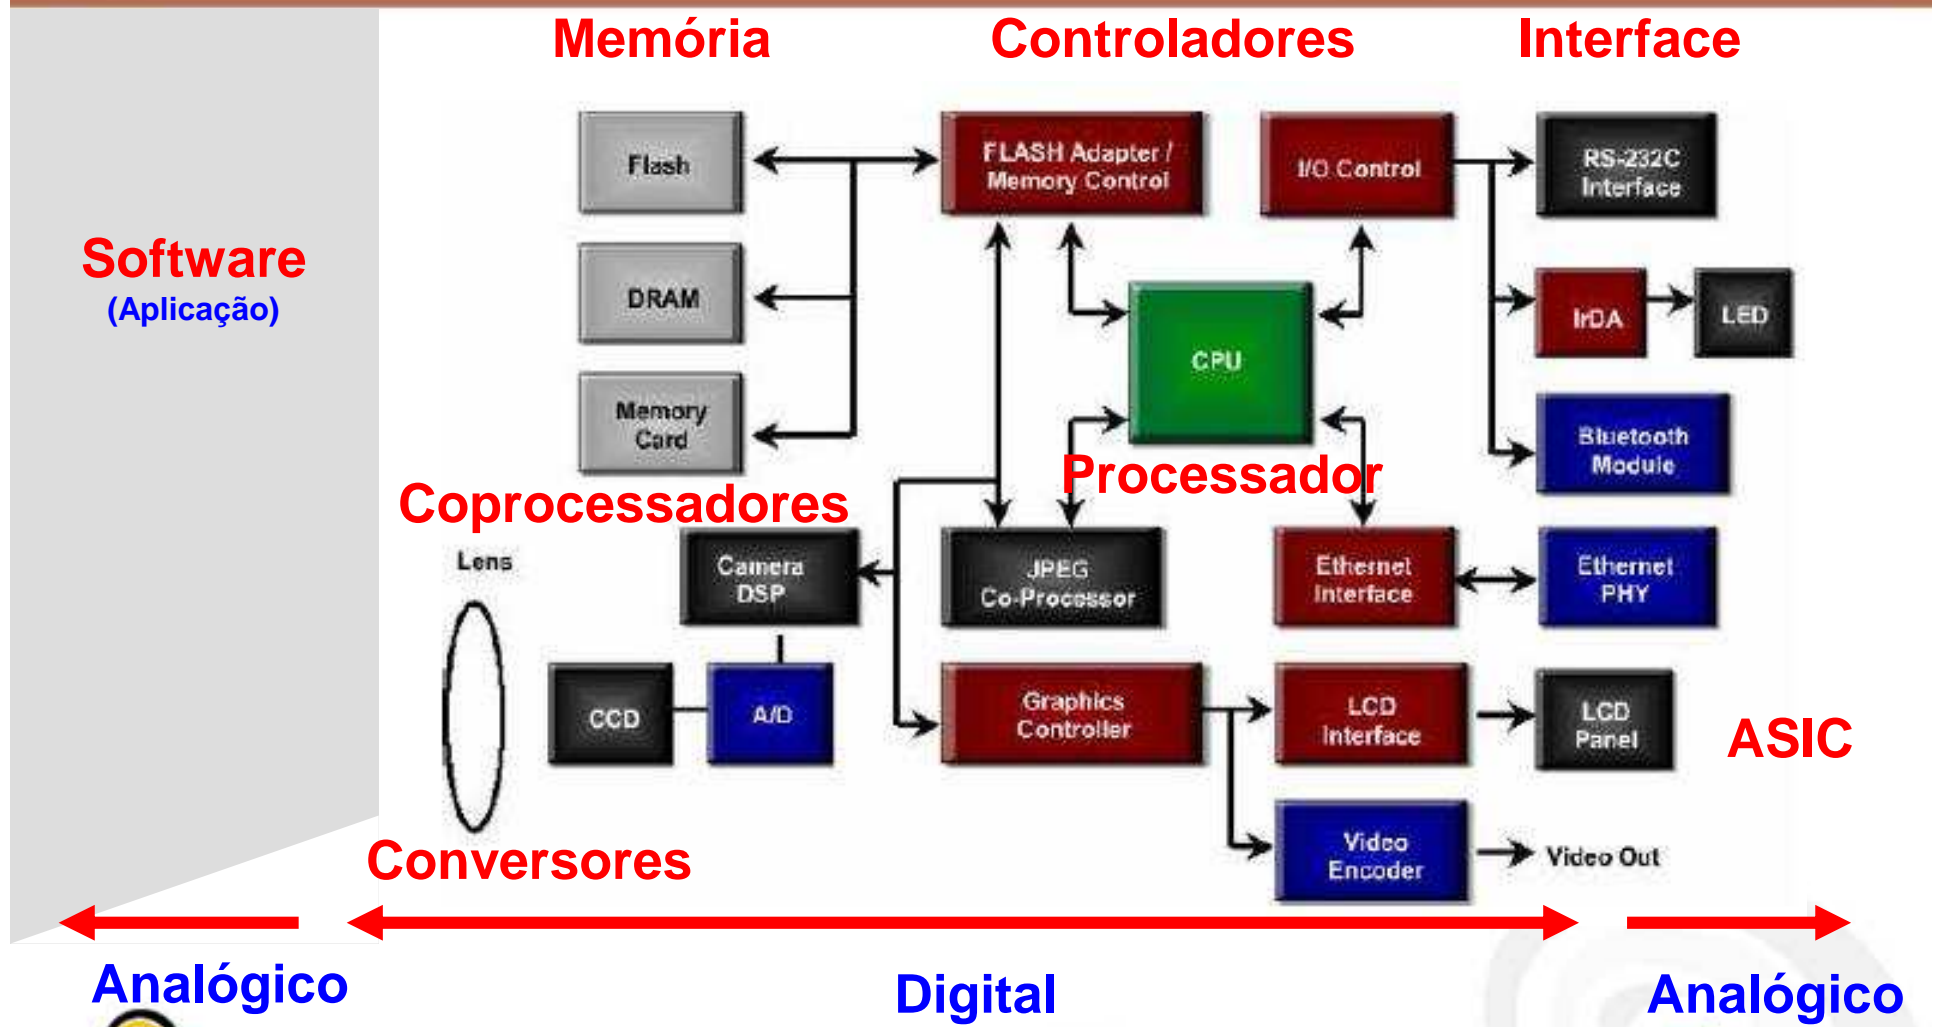 Memória
Controladores
Interface
Software
(Aplicação)
Flash
FLASH Adapter /
Memory Control
I/O Control
RS-232C
Interface
DRAM
CPU
IrDA
LED
Memory
Card
Bluetooth
Module
Processador
Coprocessadores
Lens
Camera
DSP
JPEG
Co-Processor
Ethernet
Interface
Ethernet
PHY
CCD
A/D
Graphics
Controller
LCD
Interface
LCD
Panel
ASIC
Conversores
Video
Encoder
Video Out
Analógico
Digital
Analógico